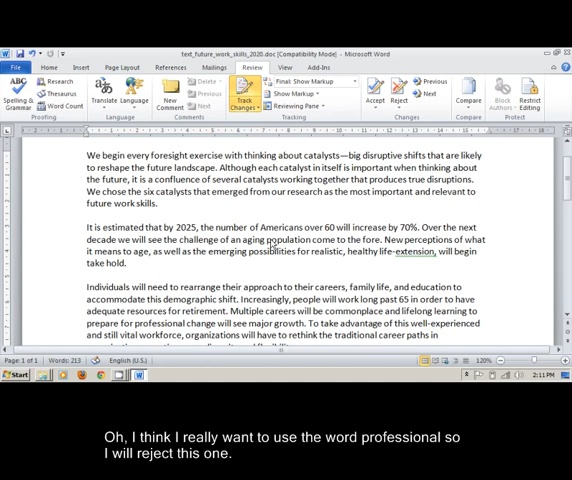 text_future_work_skills_2020.doc [Compatibility Mode] - Microsoft Word
File Home Insert Page Layout References Mailings Review View Add-Ins
ABC Spelling & Grammar Research Thesaurus Word Count Proofing
Translate Language Language
New Comment Delete Previous Next Comments
Track Changes Final: Show Markup Show Markup Reviewing Pane Tracking
Accept Reject Previous Next Changes
Compare Compare
Block Authors Restrict Editing Protect
We begin every foresight exercise with thinking about catalysts—big disruptive shifts that are likely
to reshape the future landscape. Although each catalyst in itself is important when thinking about
the future, it is a confluence of several catalysts working together that produces true disruptions.
We chose the six catalysts that emerged from our research as the most important and relevant to
future work skills.
It is estimated that by 2025, the number of Americans over 60 will increase by 70%. Over the next
decade we will see the challenge of an aging population come to the fore. New perceptions of what
it means to age, as well as the emerging possibilities for realistic, healthy life-extension, will begin
take hold.
Individuals will need to rearrange their approach to their careers, family life, and education to
accommodate this demographic shift. Increasingly, people will work long past 65 in order to have
adequate resources for retirement. Multiple careers will be commonplace and lifelong learning to
prepare for professional change will see major growth. To take advantage of this well-experienced
and still vital workforce, organizations will have to rethink the traditional career paths in
Page: 1 of 1 Words: 213 English (U.S.) 120%
Start 2:11 PM
Oh, I think I really want to use the word professional so
I will reject this one.